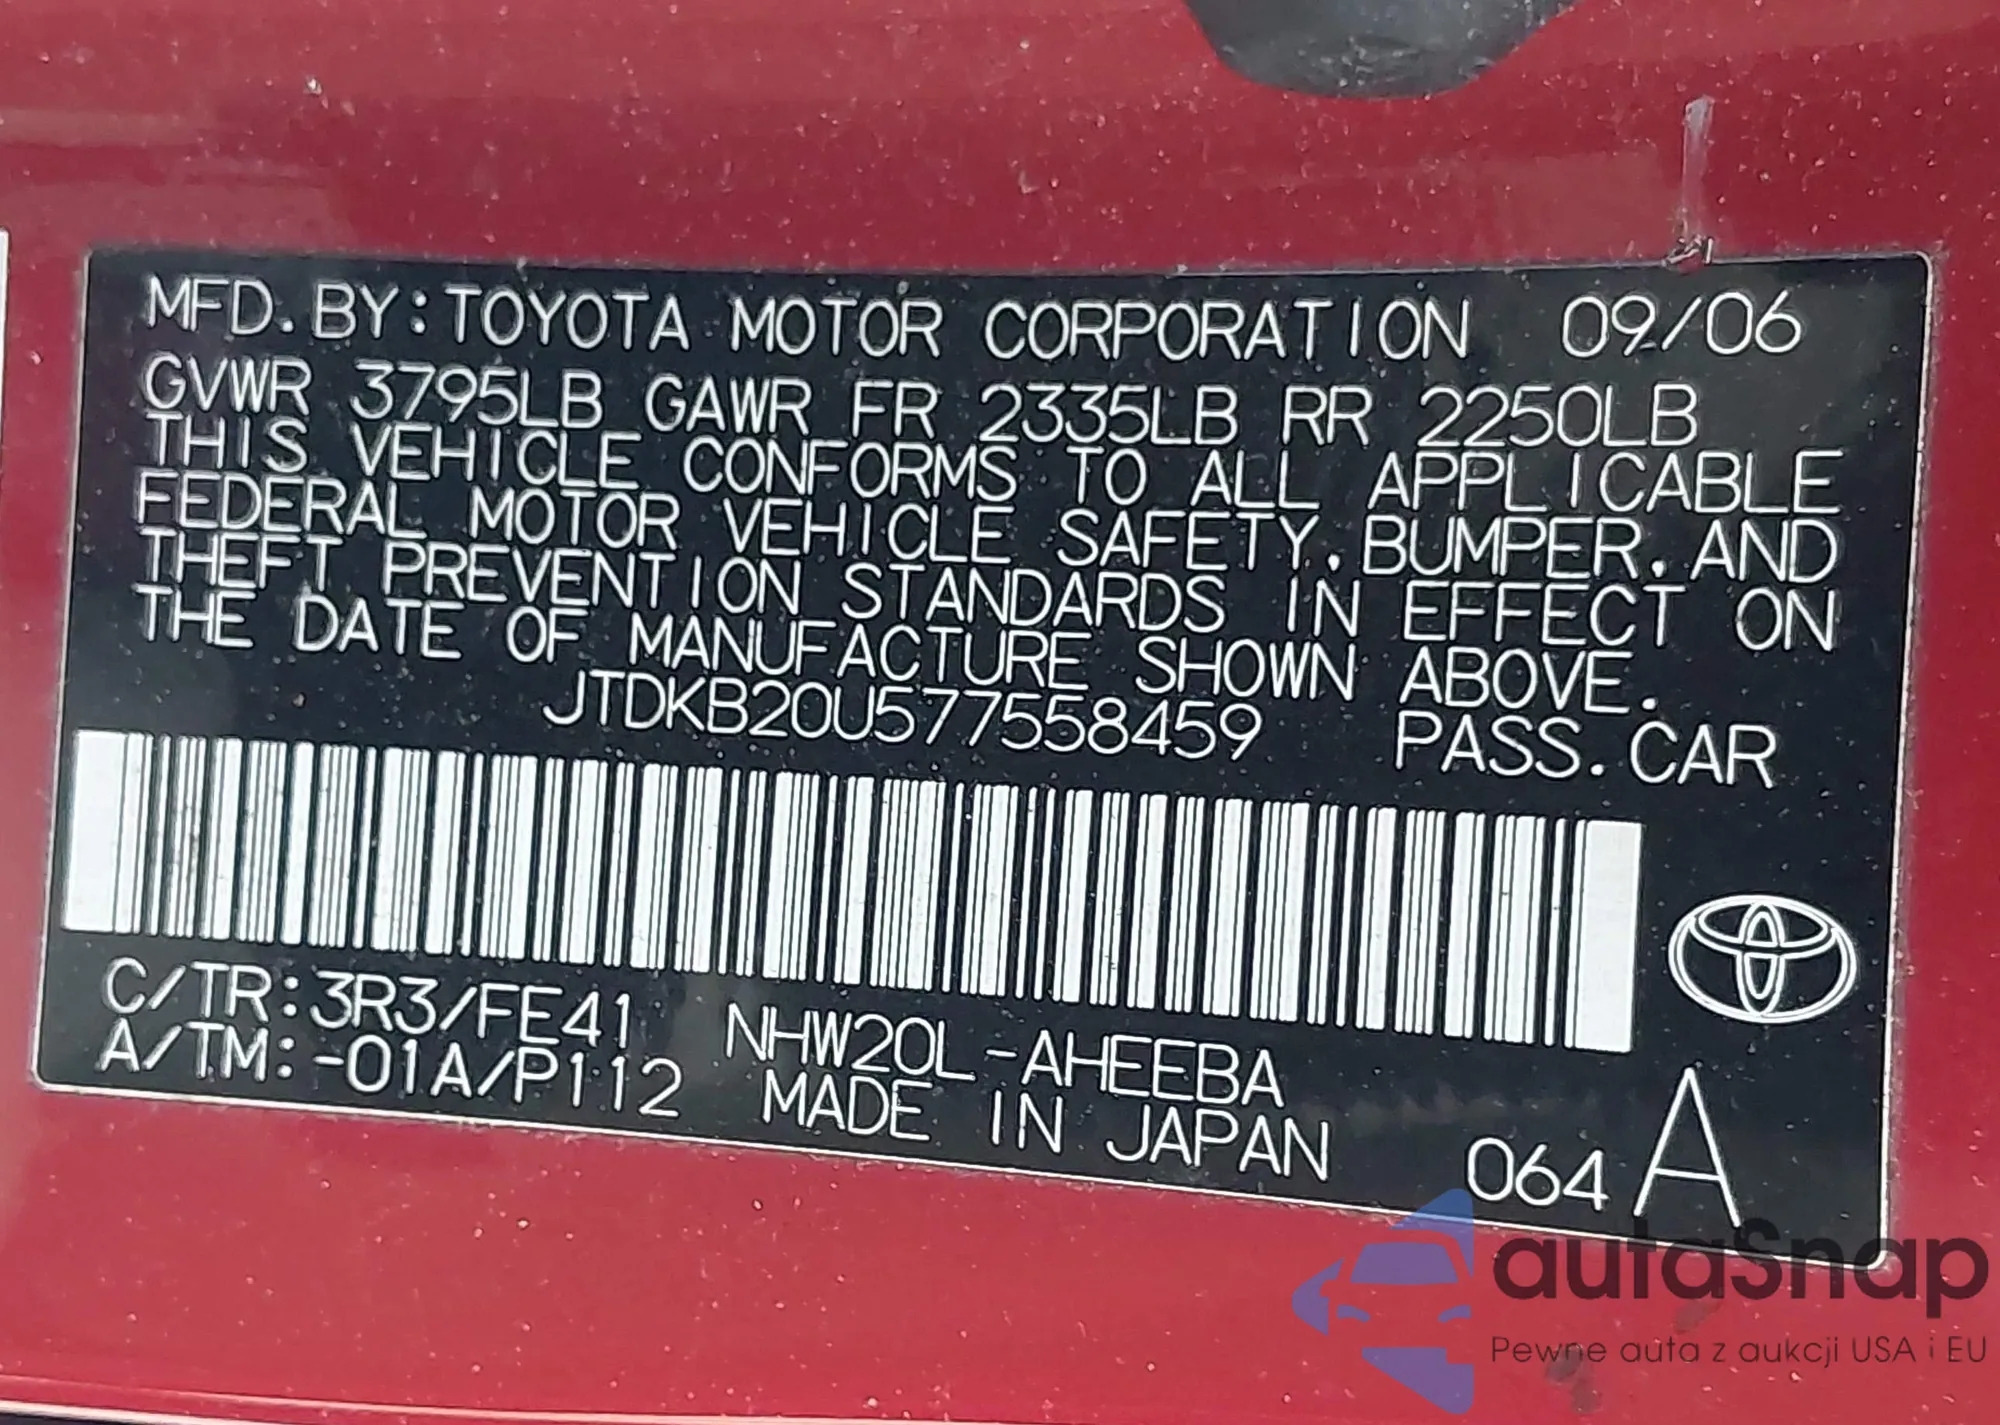 MFD. BY: TOYOTA MOTOR CORPORATION 09/06
GVWR 3795LB GAWR FR 2335LB RR 2250LB
THIS VEHICLE CONFORMS TO ALL APPLICABLE
FEDERAL MOTOR VEHICLE SAFETY, BUMPER, AND
THEFT PREVENTION STANDARDS IN EFFECT ON
THE DATE OF MANUFACTURE SHOWN ABOVE.
JTDKB20U577558459 PASS. CAR
C/TR: 3R3/FE41 NHW20L-AHEEBA
A/TM: -01A/P112 MADE IN JAPAN 064 A
autaSnap
Pewne auta z aukcji USA i EU